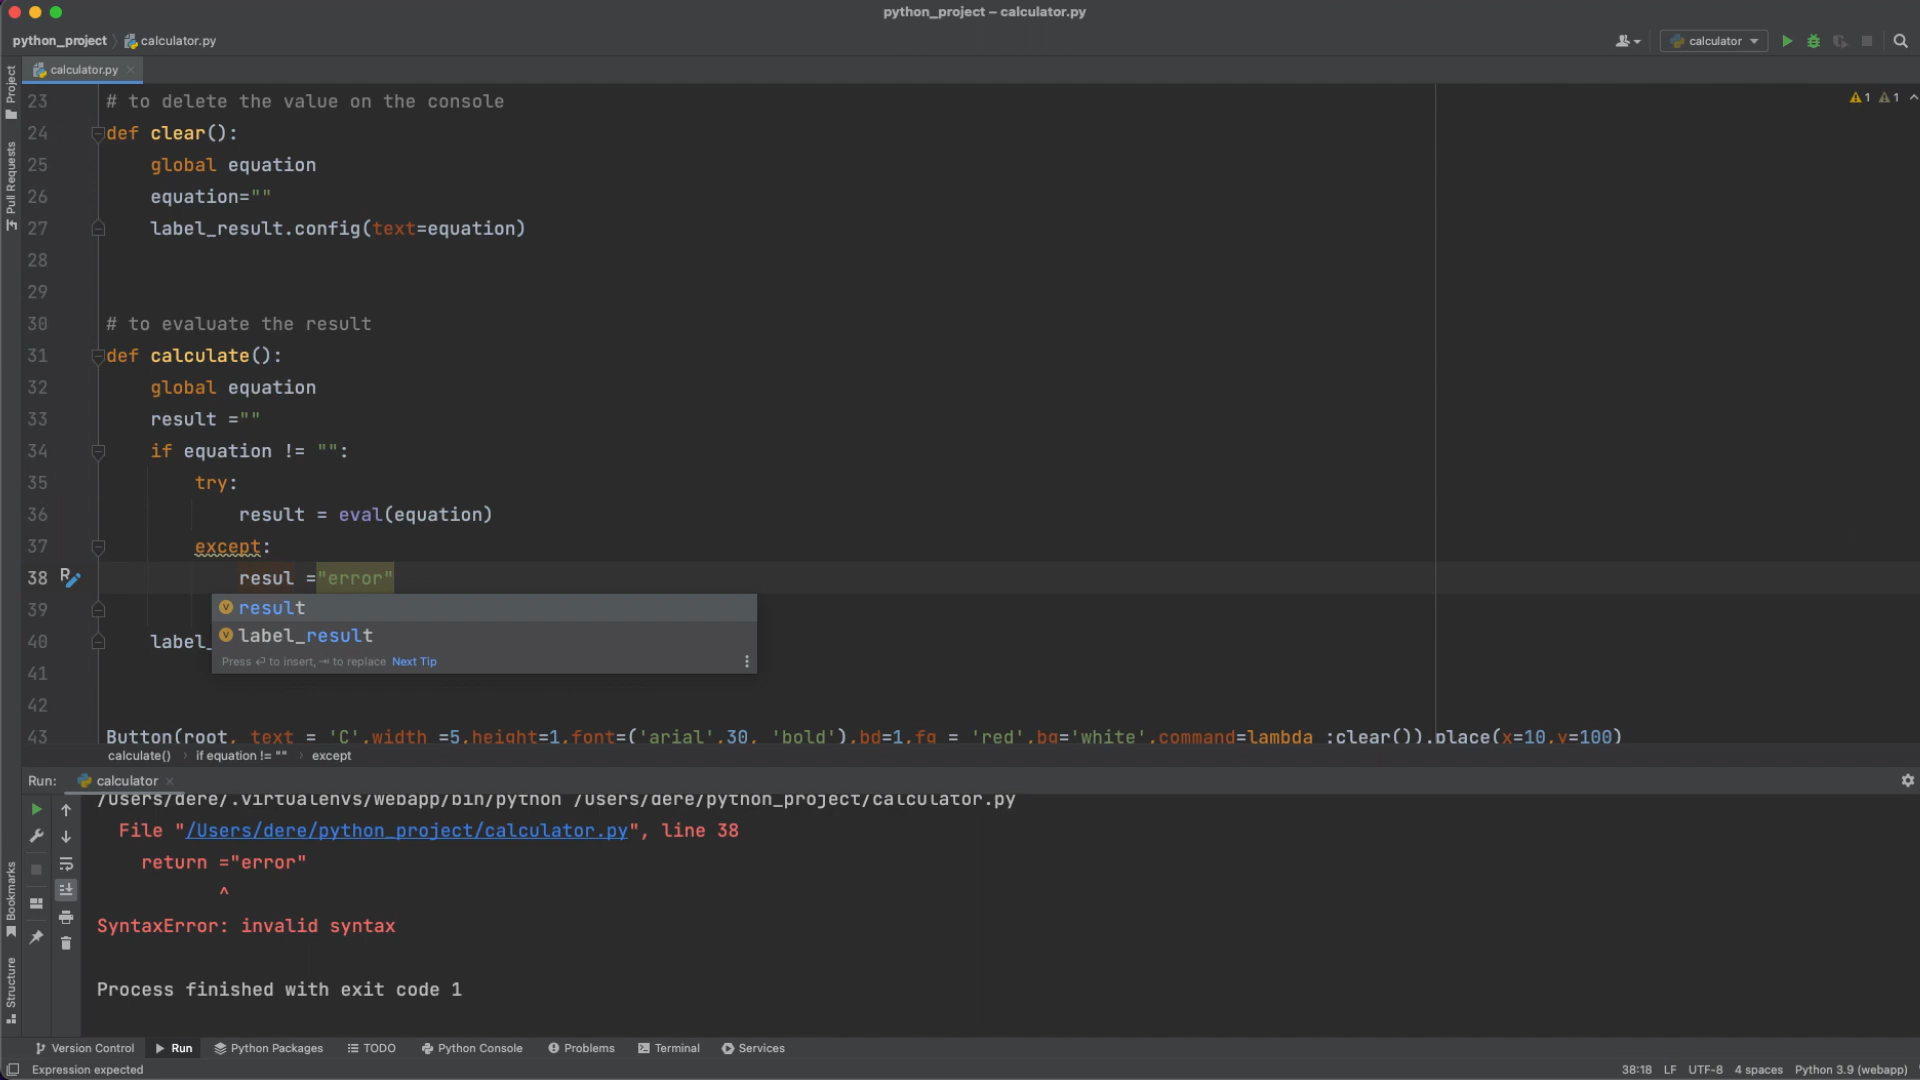 python_project – calculator.py
python_project calculator.py
calculator
calculator.py
1 1
Project
Pull Requests
23 # to delete the value on the console
24 def clear():
25 global equation
26 equation=""
27 label_result.config(text=equation)
28
29
30 # to evaluate the result
31 def calculate():
32 global equation
33 result =""
34 if equation != "":
35 try:
36 result = eval(equation)
37 except:
38 resul ="error"
39
40 label_
41
42
43 Button(root, text = 'C',width =5,height=1,font=('arial',30, 'bold'),bd=1,fg = 'red',bg='white',command=lambda :clear()).place(x=10,y=100)
result
label_result
Press ↩ to insert, ⇥ to replace Next Tip
calculate() if equation != "" except
Run: calculator
/Users/dere/.virtualenvs/webapp/bin/python /Users/dere/python_project/calculator.py
File "/Users/dere/python_project/calculator.py", line 38
return ="error"
^
SyntaxError: invalid syntax
Process finished with exit code 1
Bookmarks
Structure
Version Control Run Python Packages TODO Python Console Problems Terminal Services
Expression expected 38:18 LF UTF-8 4 spaces Python 3.9 (webapp)